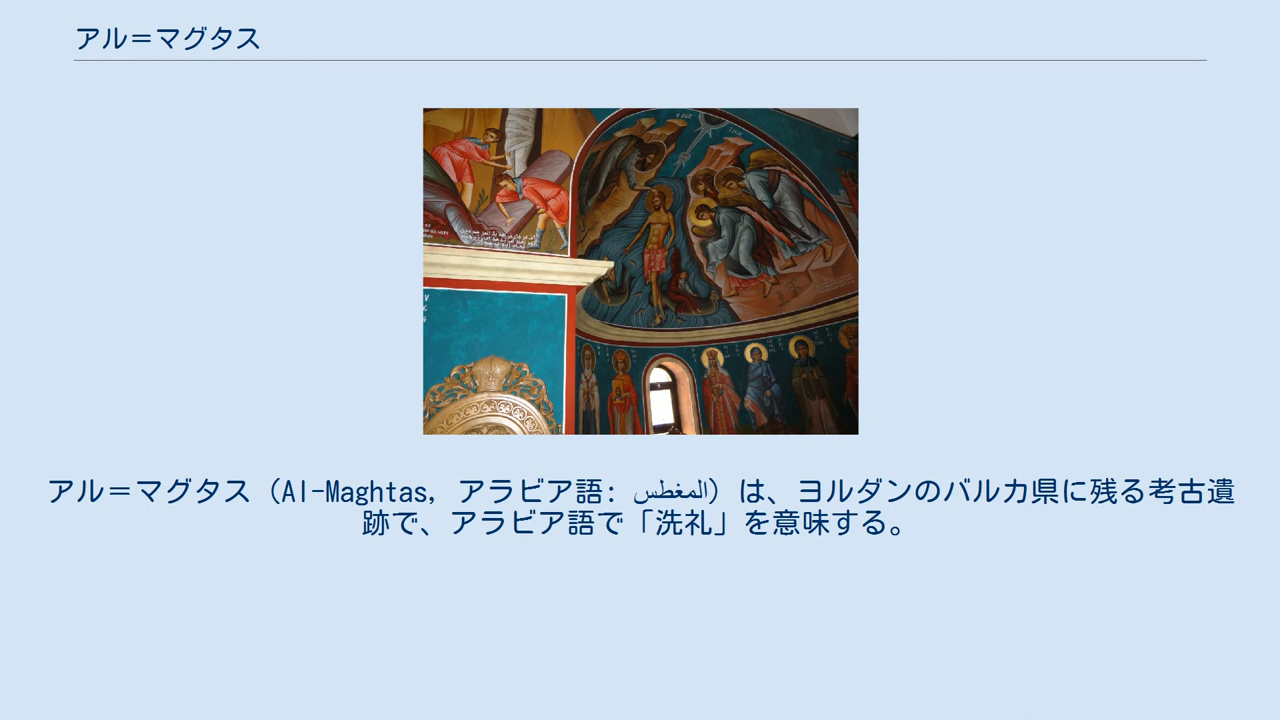 アル＝マグタス
アル＝マグタス（Al-Maghtas, アラビア語: المغطس）は、ヨルダンのバルカ県に残る考古遺
跡で、アラビア語で「洗礼」を意味する。